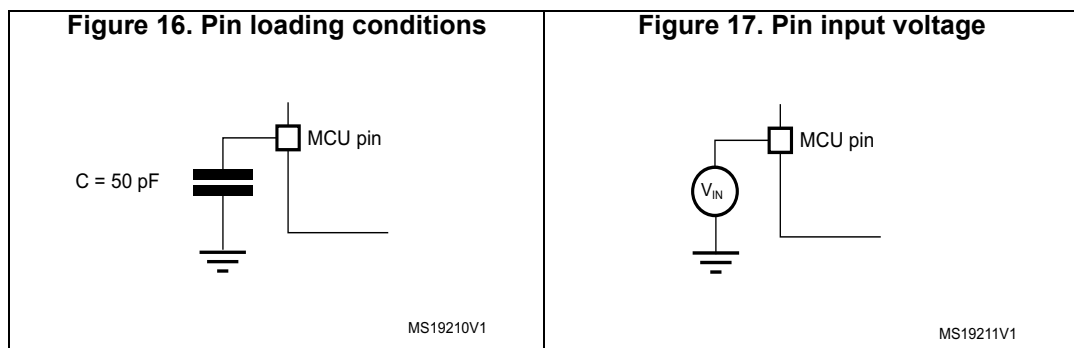 Figure 16. Pin loading conditions
MCU pin
C = 50 pF
MS19210V1
Figure 17. Pin input voltage
MCU pin
VIN
MS19211V1